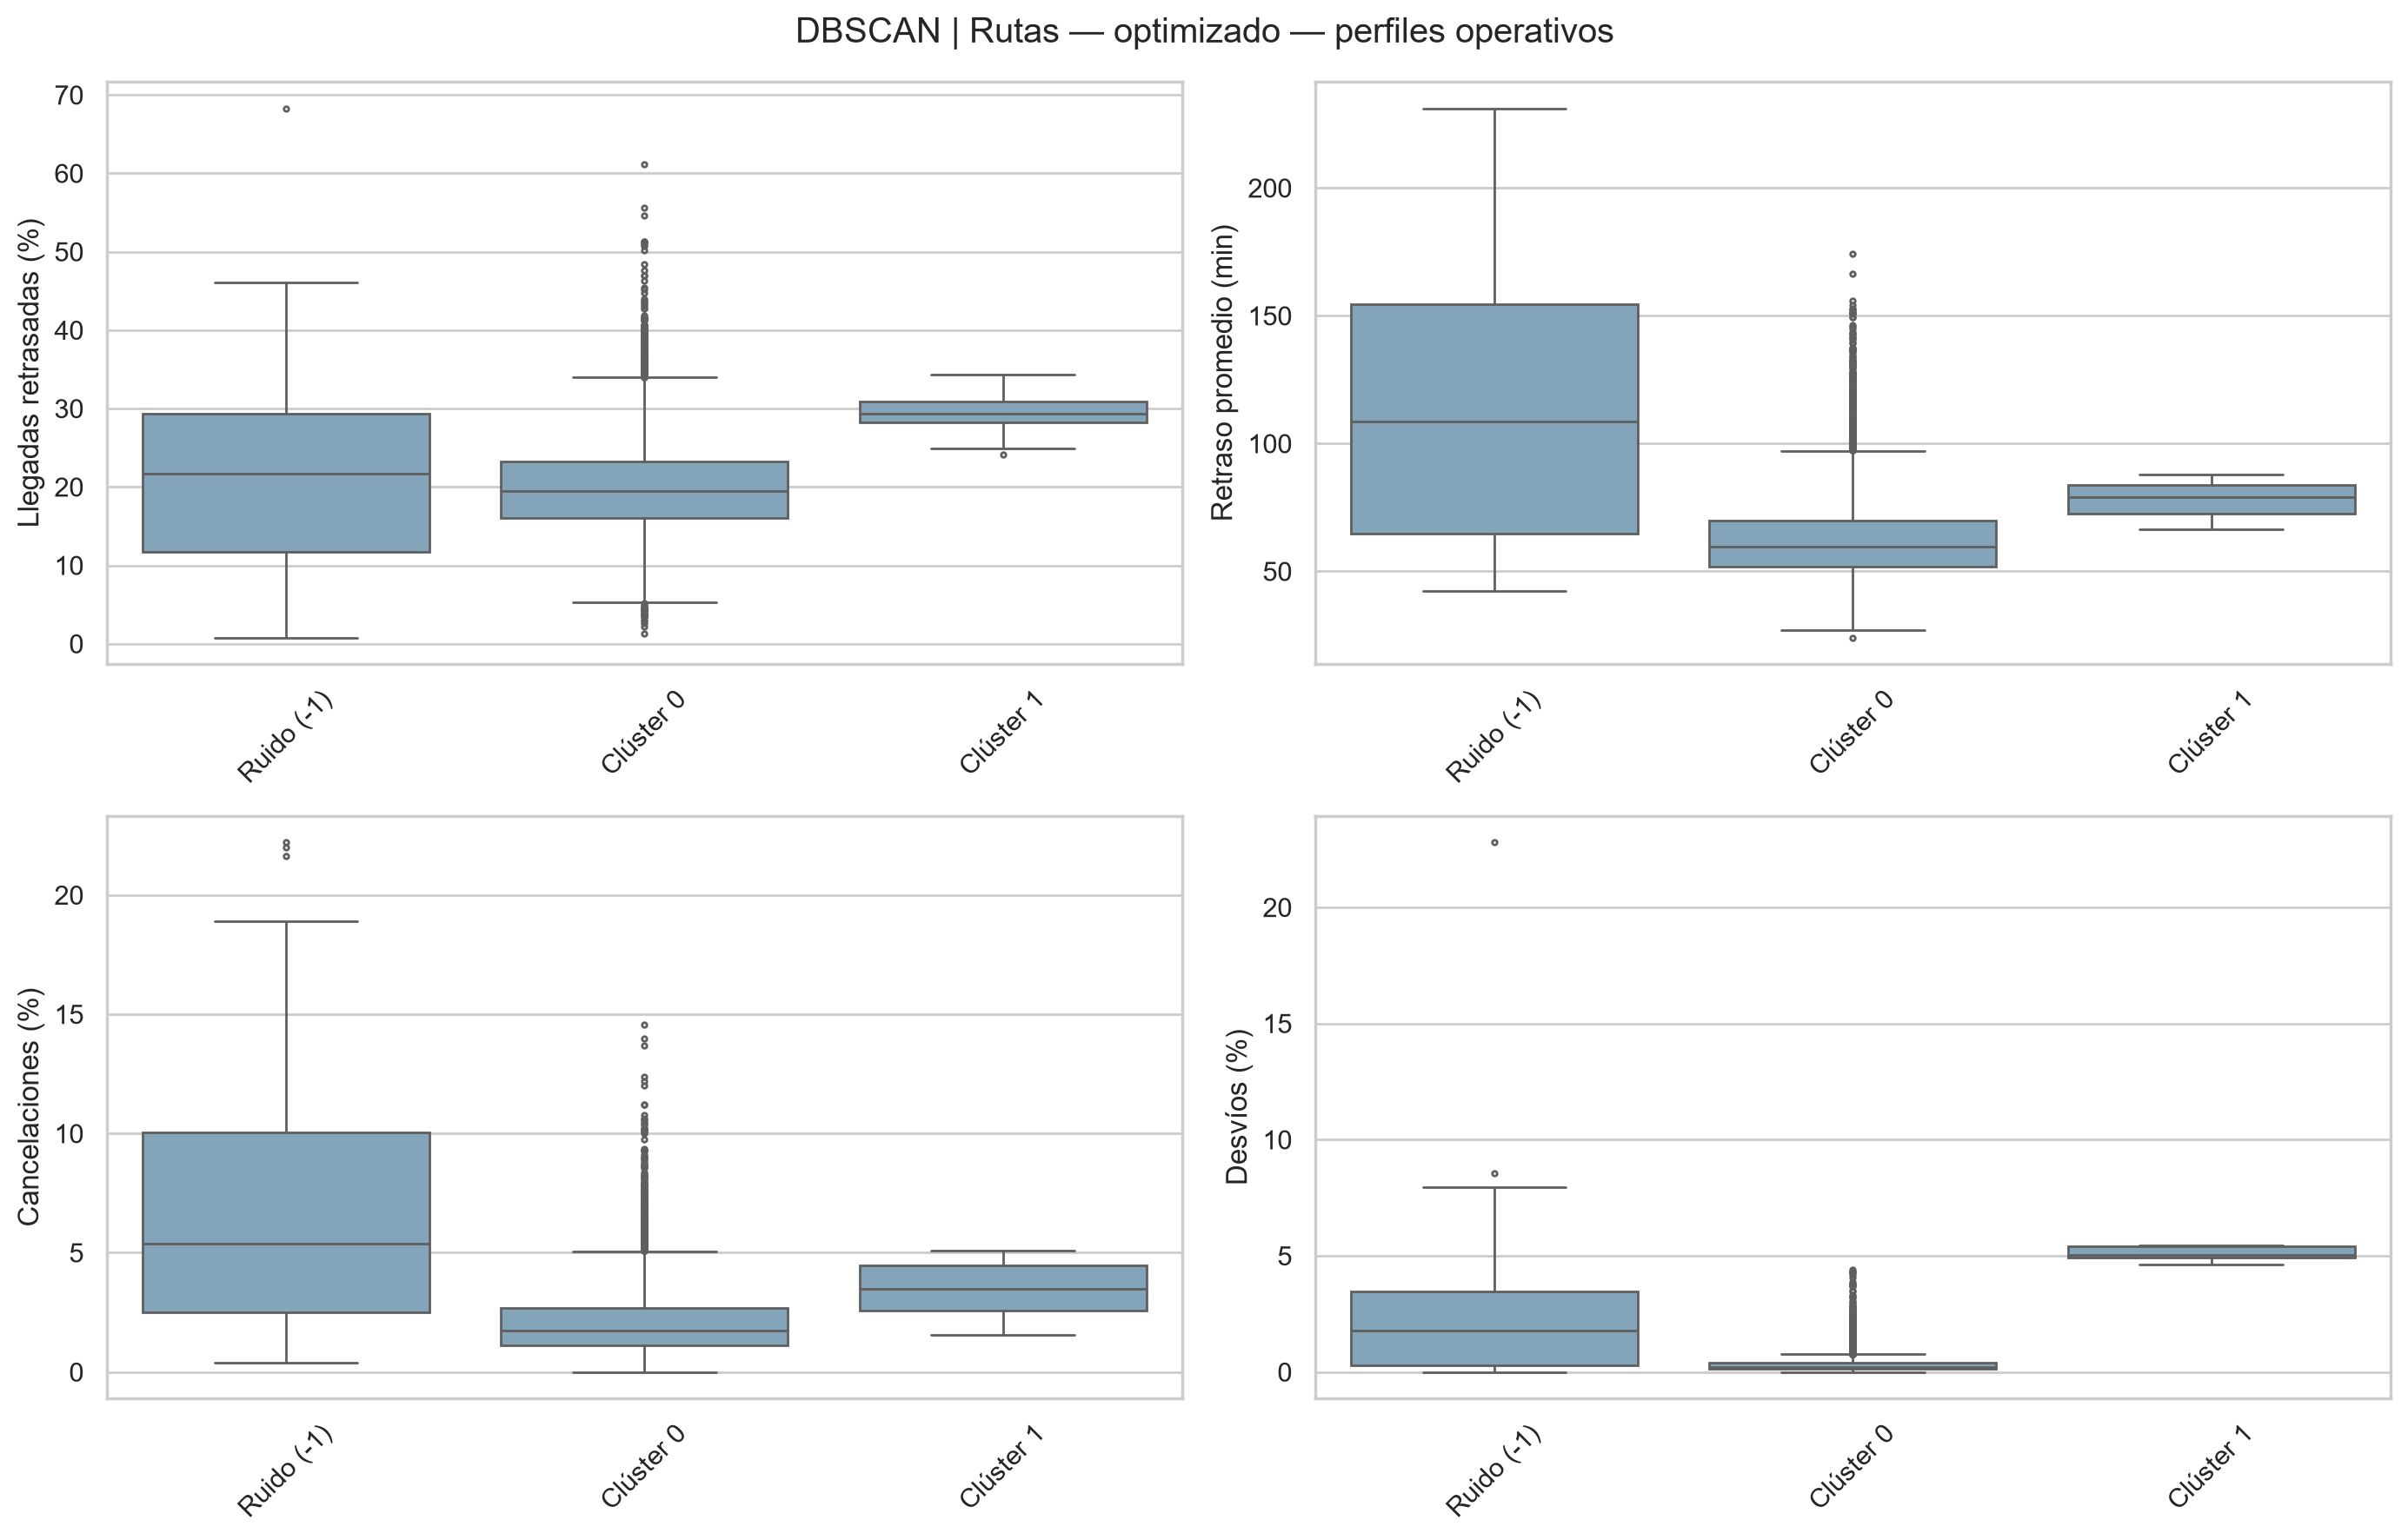 DBSCAN | Rutas — optimizado — perfiles operativos
Llegadas retrasadas (%)
70
60
50
40
30
20
10
0
Ruido (-1)
Clúster 0
Clúster 1
Retraso promedio (min)
200
150
100
50
Ruido (-1)
Clúster 0
Clúster 1
Cancelaciones (%)
20
15
10
5
0
Ruido (-1)
Clúster 0
Clúster 1
Desvíos (%)
20
15
10
5
0
Ruido (-1)
Clúster 0
Clúster 1